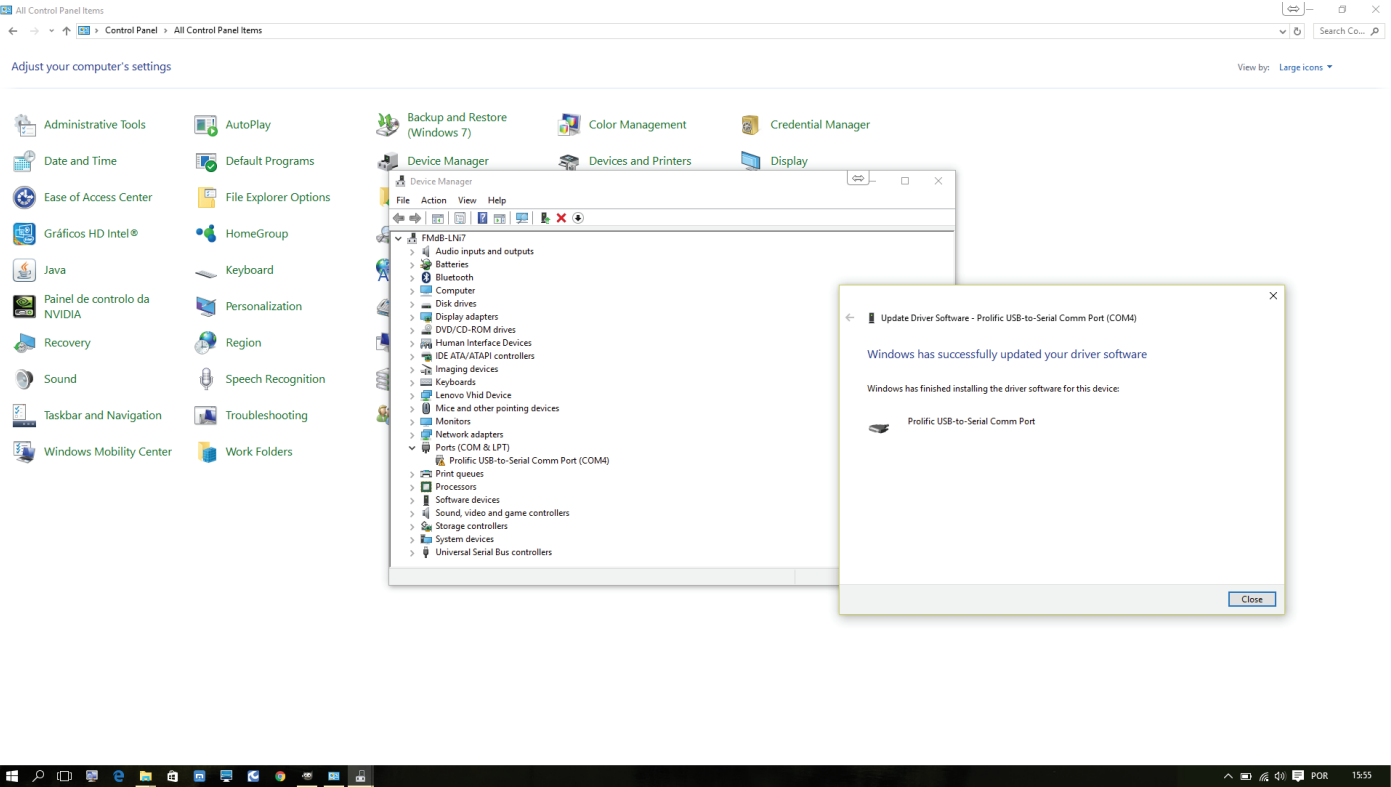 All Control Panel Items
Control Panel > All Control Panel Items
Search Co...
Adjust your computer's settings
View by: Large icons
Administrative Tools
AutoPlay
Backup and Restore
(Windows 7)
Color Management
Credential Manager
Date and Time
Default Programs
Device Manager
Devices and Printers
Display
Ease of Access Center
File Explorer Options
Gráficos HD Intel®
HomeGroup
Java
Keyboard
Painel de controlo da
NVIDIA
Personalization
Recovery
Region
Sound
Speech Recognition
Taskbar and Navigation
Troubleshooting
Windows Mobility Center
Work Folders
Device Manager
File Action View Help
FMdB-LNi7
Audio inputs and outputs
Batteries
Bluetooth
Computer
Disk drives
Display adapters
DVD/CD-ROM drives
Human Interface Devices
IDE ATA/ATAPI controllers
Imaging devices
Keyboards
Lenovo Vhid Device
Mice and other pointing devices
Monitors
Network adapters
Ports (COM & LPT)
Prolific USB-to-Serial Comm Port (COM4)
Print queues
Processors
Software devices
Sound, video and game controllers
Storage controllers
System devices
Universal Serial Bus controllers
Update Driver Software - Prolific USB-to-Serial Comm Port (COM4)
Windows has successfully updated your driver software
Windows has finished installing the driver software for this device:
Prolific USB-to-Serial Comm Port
Close
POR 15:55